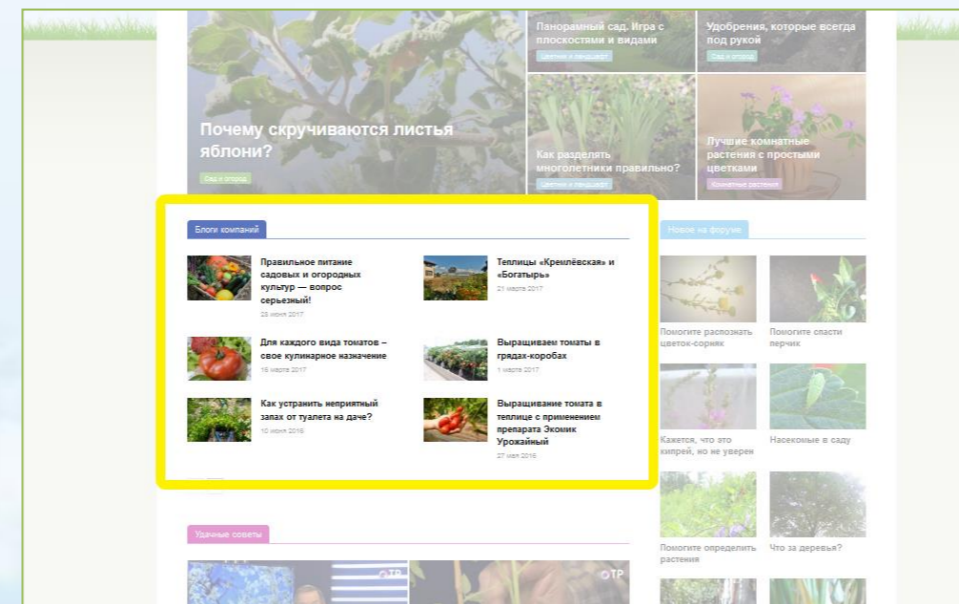 Панорамный сад. Игра с
плоскостями и видами
Цветник и ландшафт
Удобрения, которые всегда
под рукой
Сад и огород
Почему скручиваются листья
яблони?
Сад и огород
Как разделять
многолетники правильно?
Цветник и ландшафт
Лучшие комнатные
растения с простыми
цветками
Комнатные растения
Блоги компаний
Правильное питание
садовых и огородных
культур — вопрос
серьезный!
28 июня 2017
Теплицы «Кремлёвская» и
«Богатырь»
21 марта 2017
Для каждого вида томатов –
свое кулинарное назначение
15 марта 2017
Выращиваем томаты в
грядах-коробах
1 марта 2017
Как устранить неприятный
запах от туалета на даче?
10 июня 2016
Выращивание томата в
теплице с применением
препарата Экомик
Урожайный
27 мая 2016
Новое на форуме
Помогите распознать
цветок-сорняк
Помогите спасти
перчик
Кажется, что это
кипрей, но не уверен
Насекомые в саду
Помогите определить
растения
Что за деревья?
Удачные советы
ОТР
ОТР